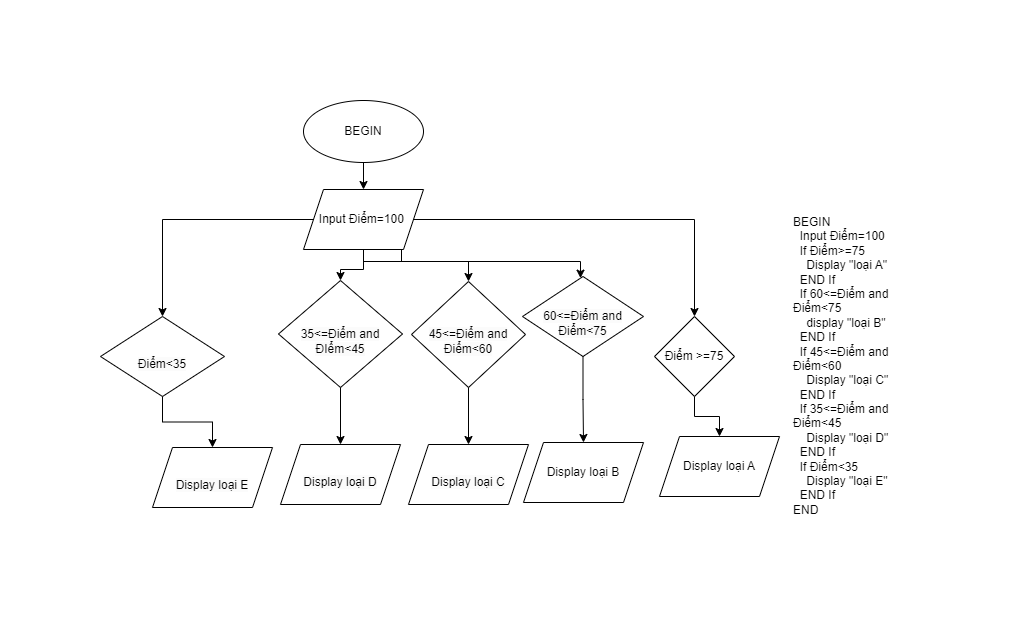 BEGIN
Input Điểm=100
Điểm<35
35<=Điểm and
ĐIểm<45
45<=Điểm and
Điểm<60
60<=Điểm and
Điểm<75
Điểm >=75
Display loại E
Display loại D
Display loại C
Display loại B
Display loại A
BEGIN
Input Điểm=100
If Điểm>=75
Display "loại A"
END If
If 60<=Điểm and
Điểm<75
display "loại B"
END If
If 45<=Điểm and
Điểm<60
Display "loại C"
END If
If 35<=Điểm and
Điểm<45
Display "loại D"
END If
If Điểm<35
Display "loại E"
END If
END